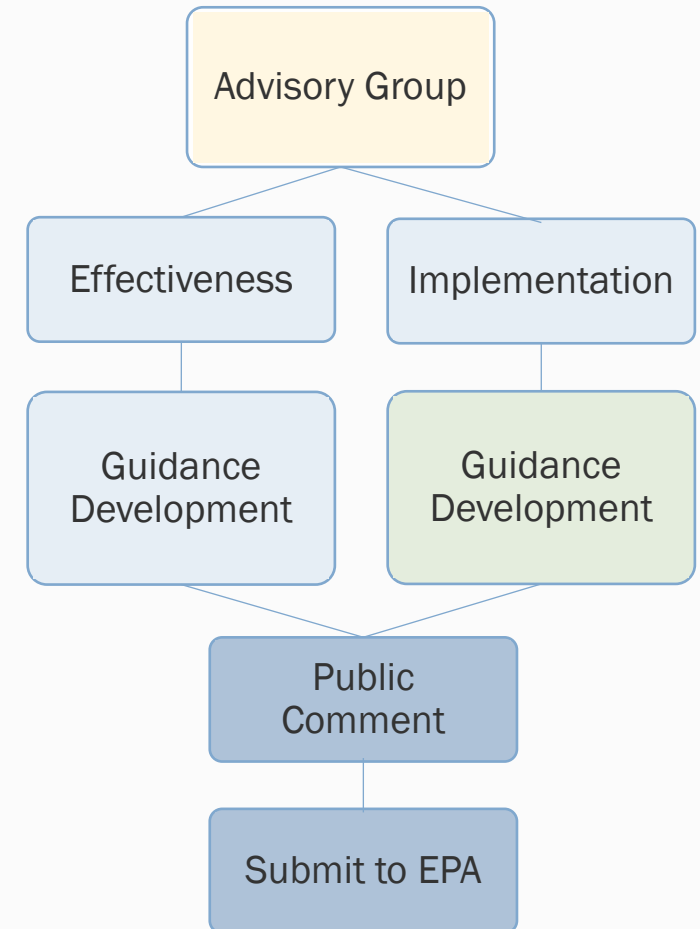 Advisory Group
Effectiveness
Implementation
Guidance
Development
Guidance
Development
Public
Comment
Submit to EPA